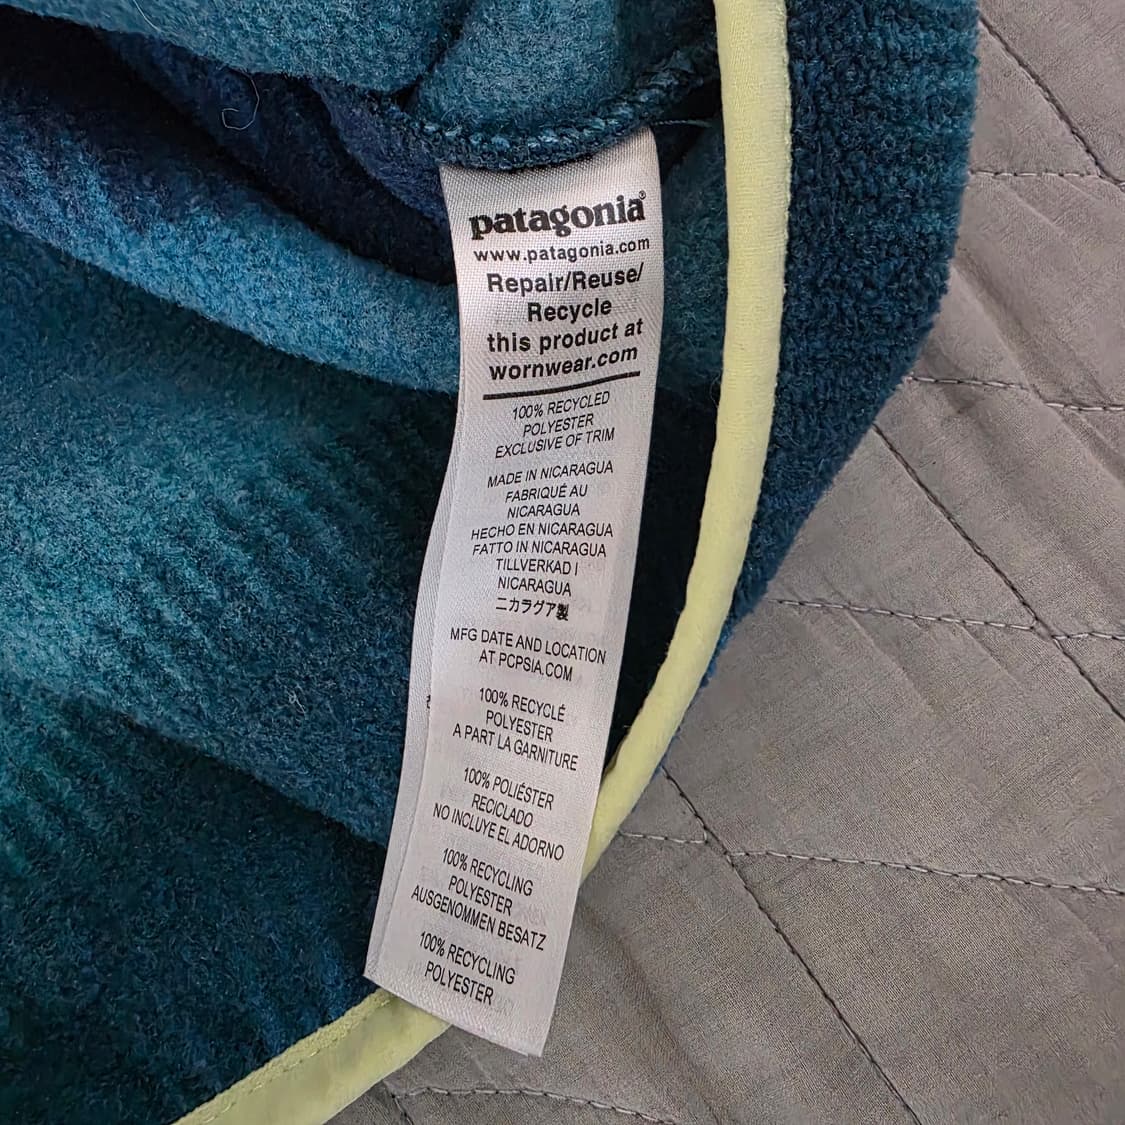 patagonia®
www.patagonia.com
Repair/Reuse/
Recycle
this product at
wornwear.com
100% RECYCLED
POLYESTER
EXCLUSIVE OF TRIM
MADE IN NICARAGUA
FABRIQUÉ AU
NICARAGUA
HECHO EN NICARAGUA
FATTO IN NICARAGUA
TILLVERKAD I
NICARAGUA
ニカラグア製
MFG DATE AND LOCATION
AT PCPSIA.COM
100% RECYCLÉ
POLYESTER
A PART LA GARNITURE
100% POLIÉSTER
RECICLADO
NO INCLUYE EL ADORNO
100% RECYCLING
POLYESTER
AUSGENOMMEN BESATZ
100% RECYCLING
POLYESTER